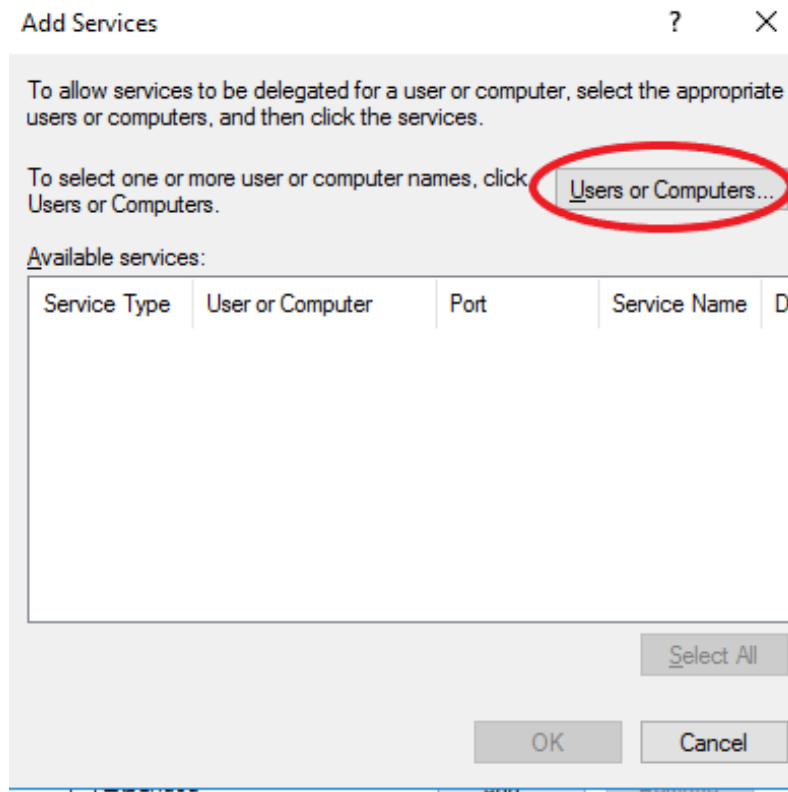 Add Services
?
To allow services to be delegated for a user or computer, select the appropriate
users or computers, and then click the services.
To select one or more user or computer names, click
Users or Computers.
Users or Computers...
Available services:
Service Type User or Computer Port Service Name D
Select All
OK Cancel